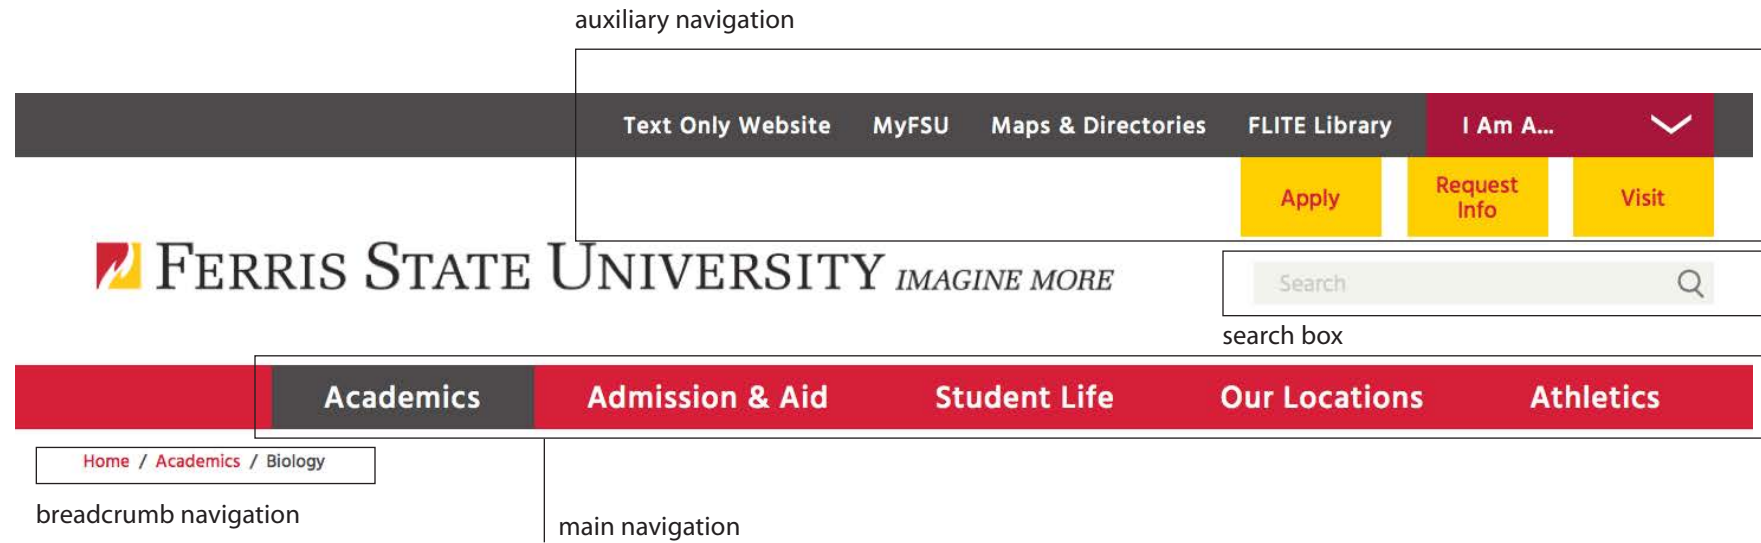 auxiliary navigation
Text Only Website MyFSU Maps & Directories FLITE Library I Am A...
Apply Request Info Visit
FERRIS STATE UNIVERSITY IMAGINE MORE
Search
search box
Academics Admission & Aid Student Life Our Locations Athletics
Home / Academics / Biology
breadcrumb navigation
main navigation